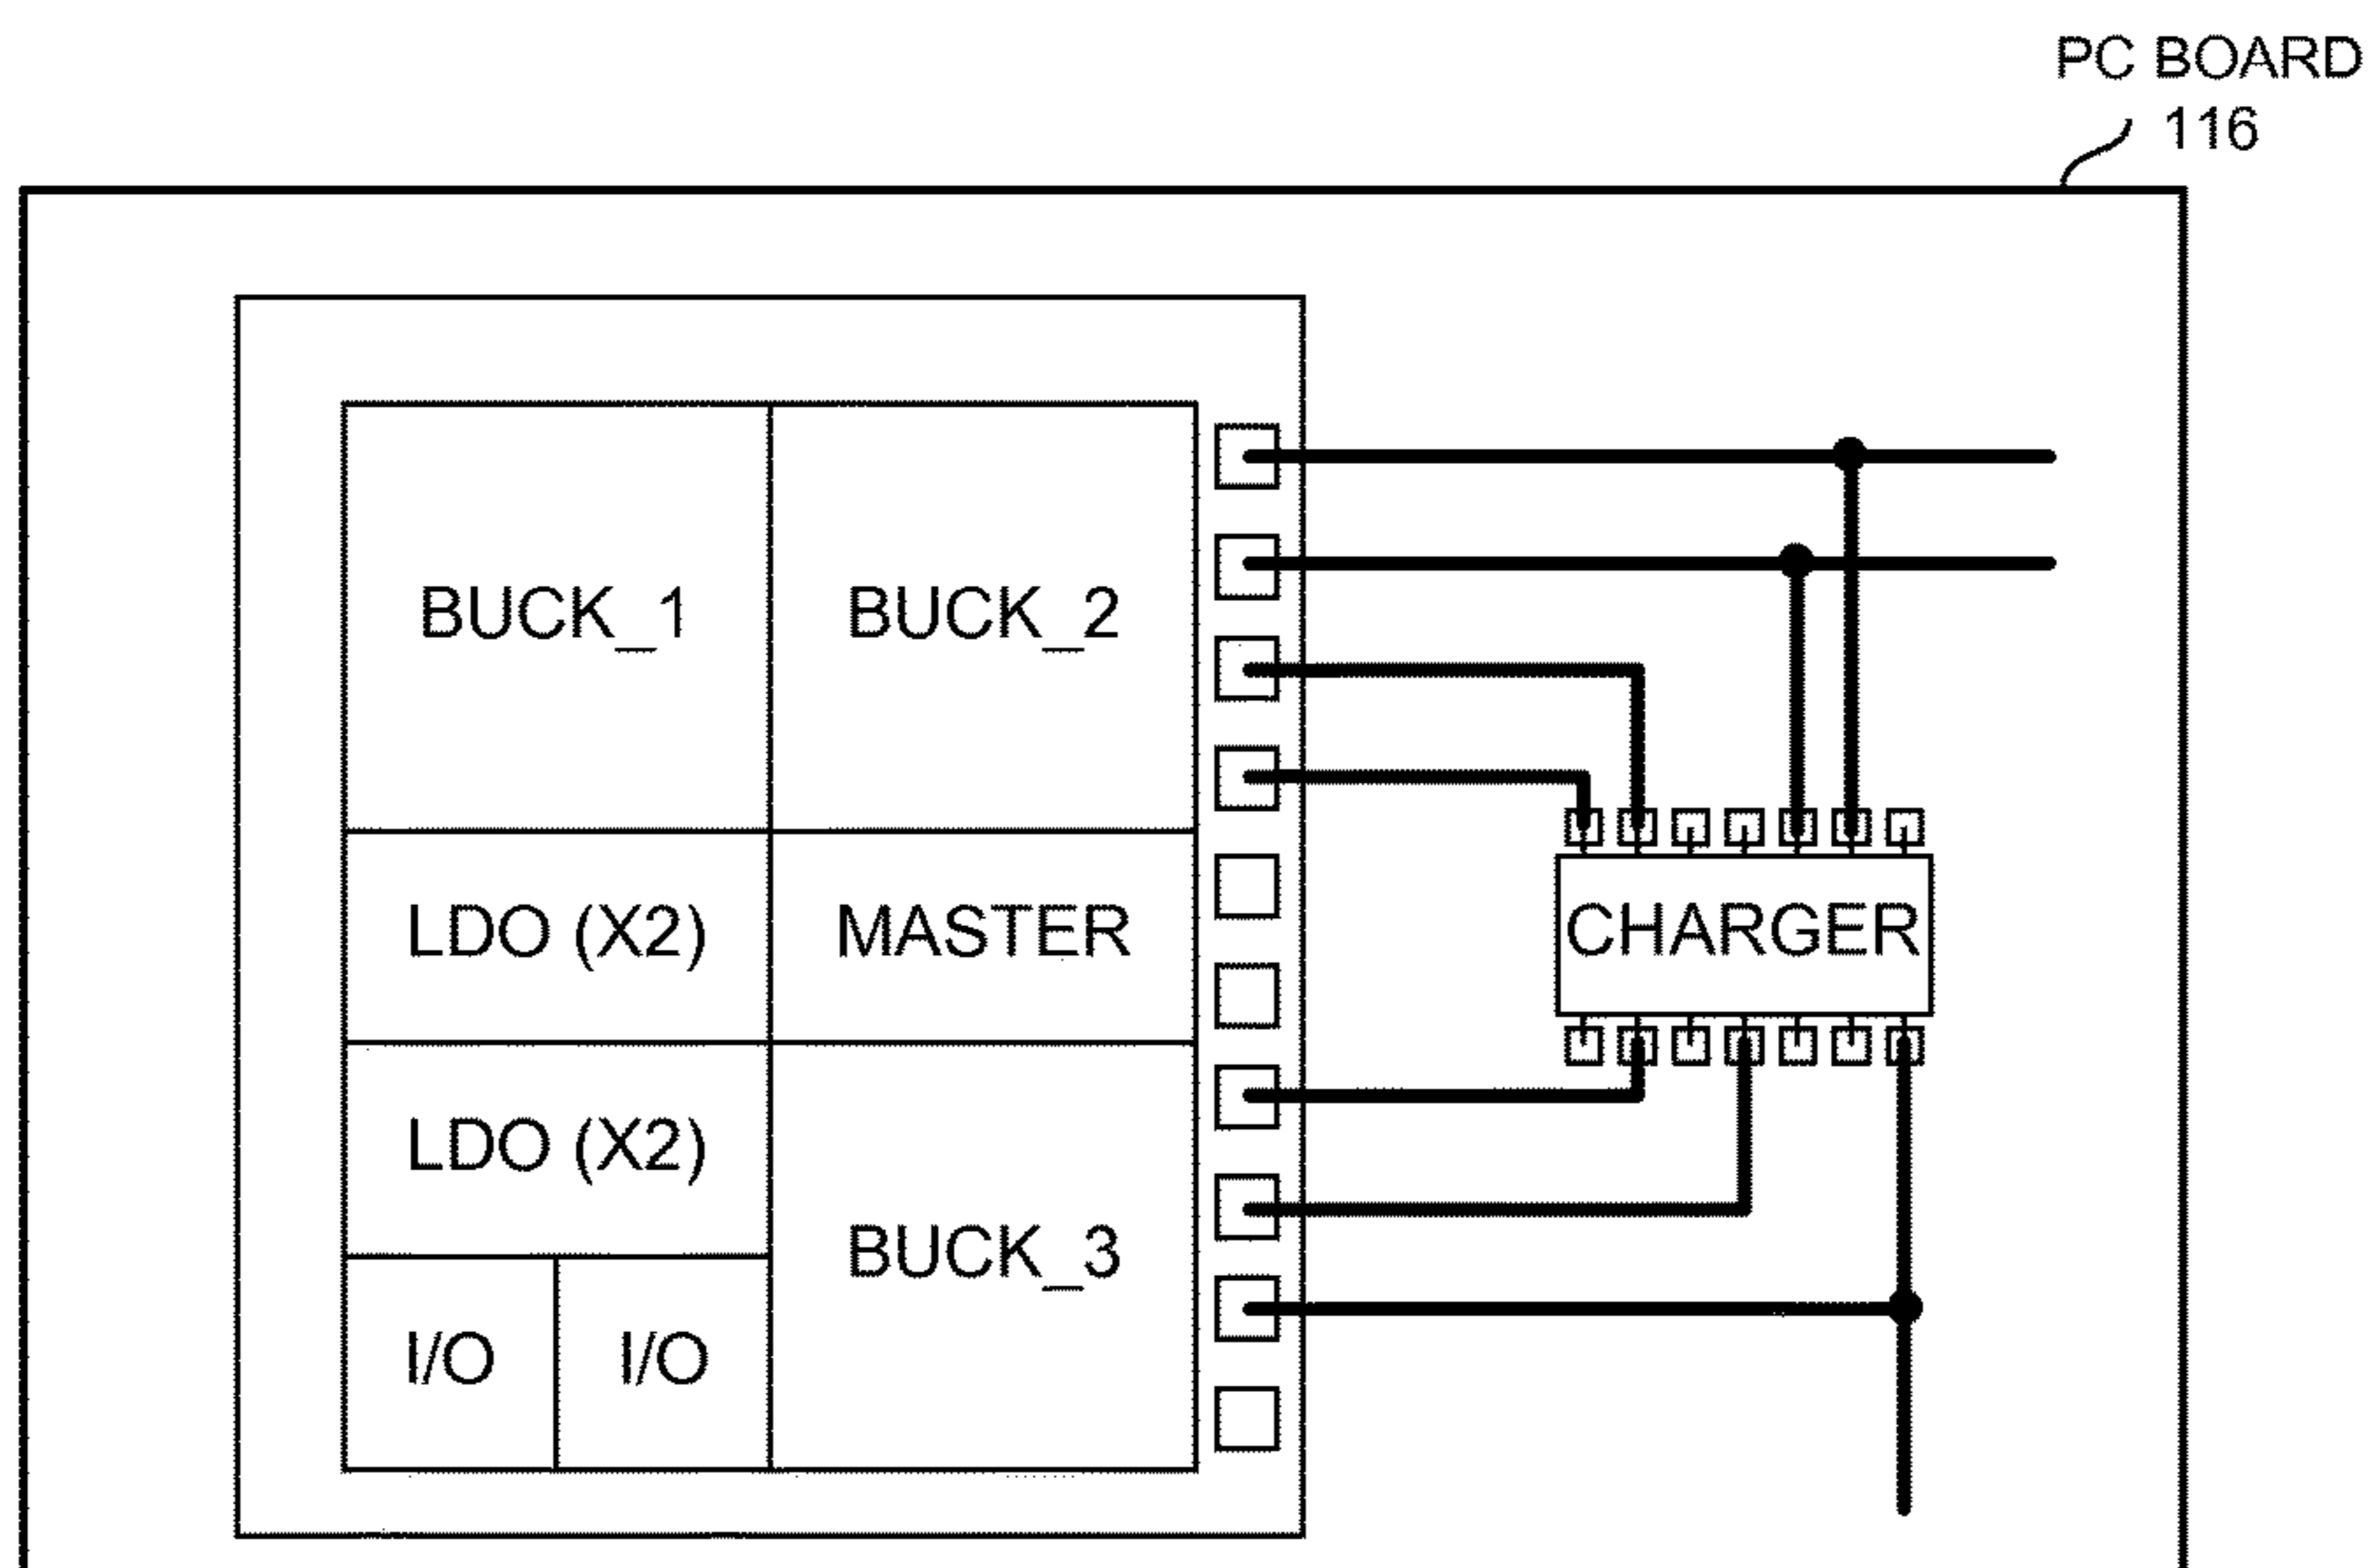 PC BOARD
116
BUCK_1
BUCK_2
LDO (X2)
MASTER
CHARGER
LDO (X2)
BUCK_3
I/O
I/O